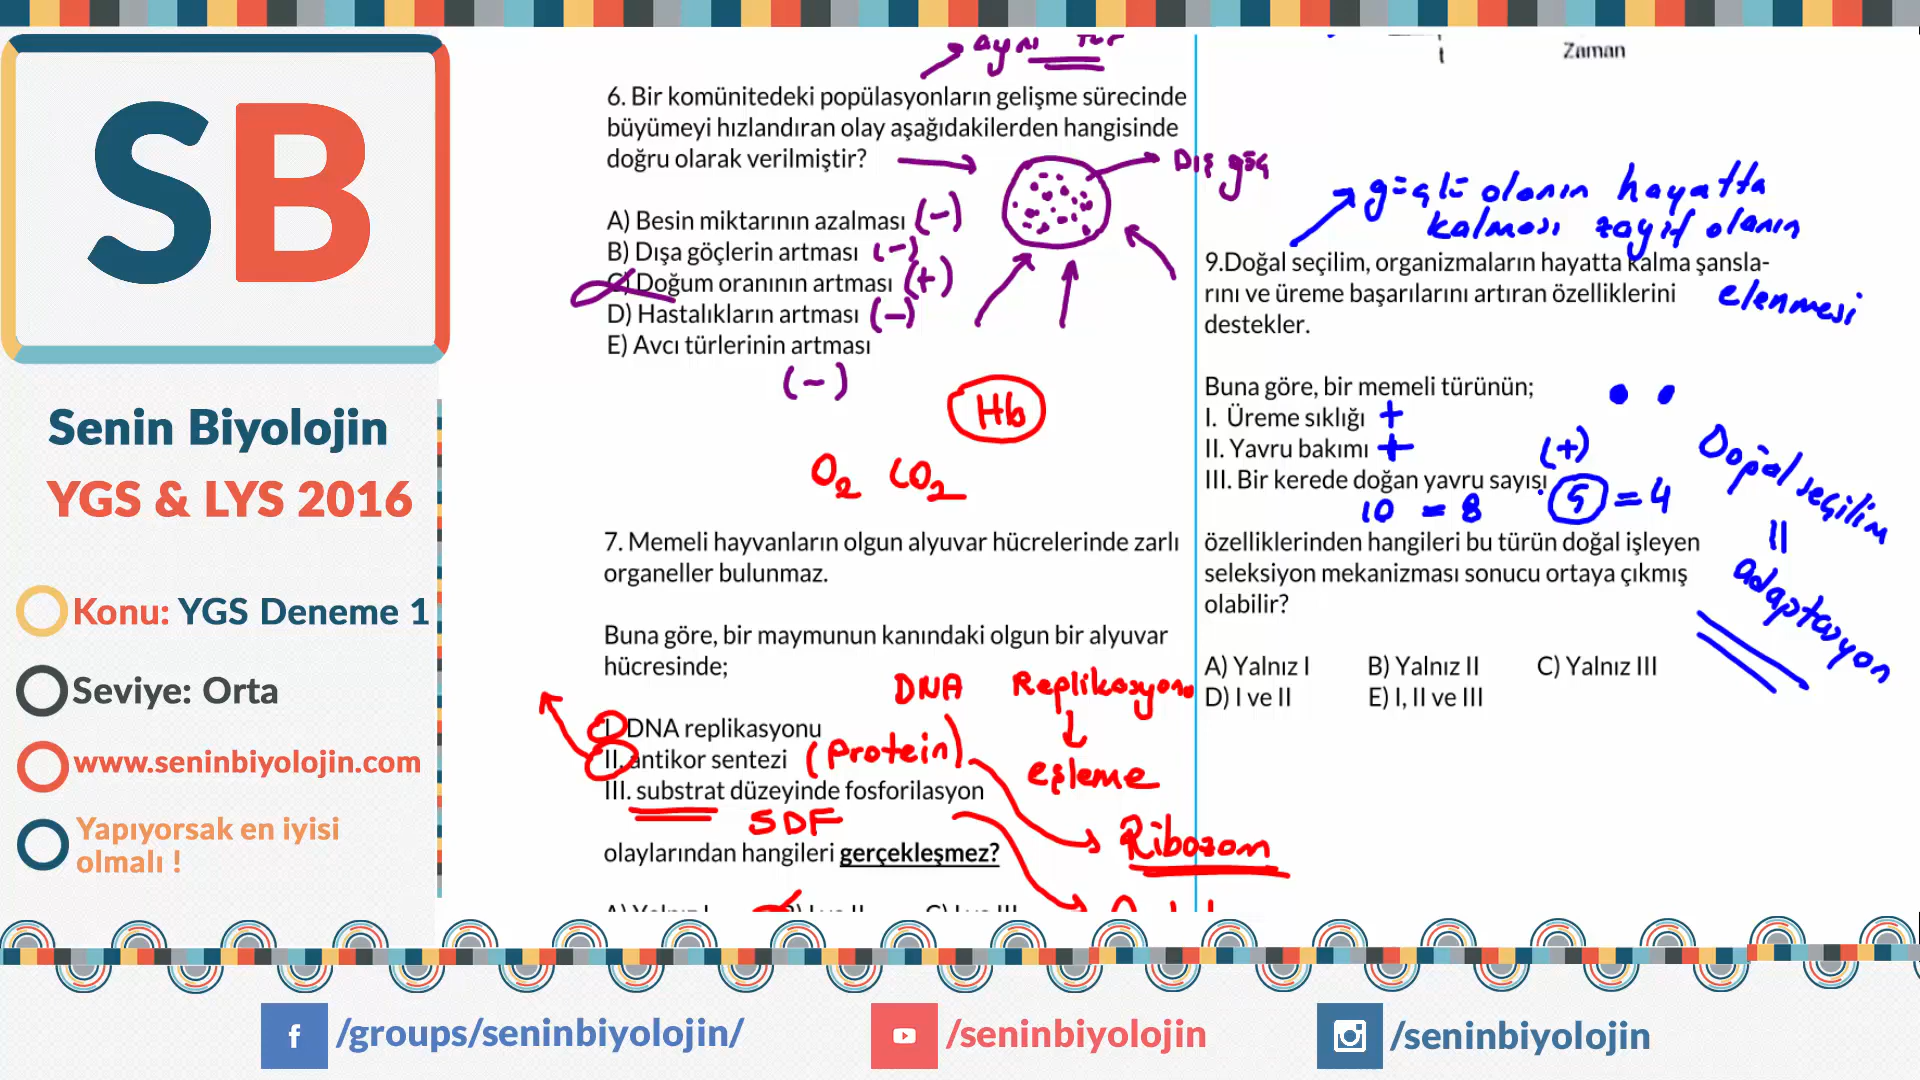 SB
Senin Biyolojin
YGS & LYS 2016
Konu: YGS Deneme 1
Seviye: Orta
www.seninbiyolojin.com
Yapıyorsak en iyisi
olmalı !
aynı tür
6. Bir komünitedeki popülasyonların gelişme sürecinde
büyümeyi hızlandıran olay aşağıdakilerden hangisinde
doğru olarak verilmiştir?
Dış göç
A) Besin miktarının azalması (-)
B) Dışa göçlerin artması (-)
C) Doğum oranının artması (+)
D) Hastalıkların artması (-)
E) Avcı türlerinin artması
(-)
Hb
O2 CO2
7. Memeli hayvanların olgun alyuvar hücrelerinde zarlı
organeller bulunmaz.
Buna göre, bir maymunun kanındaki olgun bir alyuvar
hücresinde;
DNA Replikasyonu
I. DNA replikasyonu
II. antikor sentezi (Protein)
eşleme
III. substrat düzeyinde fosforilasyon
SDF
Ribozom
olaylarından hangileri gerçekleşmez?
Zaman
güçlü olanın hayatta
kalması zayıf olanın
elenmesi
9.Doğal seçilim, organizmaların hayatta kalma şansla-
rını ve üreme başarılarını artıran özelliklerini
destekler.
Buna göre, bir memeli türünün;
I. Üreme sıklığı +
II. Yavru bakımı + (+)
III. Bir kerede doğan yavru sayısı
10 = 8 5 = 4
Doğal seçilim
=
adaptasyon
özelliklerinden hangileri bu türün doğal işleyen
seleksiyon mekanizması sonucu ortaya çıkmış
olabilir?
A) Yalnız I B) Yalnız II C) Yalnız III
D) I ve II E) I, II ve III
/groups/seninbiyolojin/
/seninbiyolojin
/seninbiyolojin